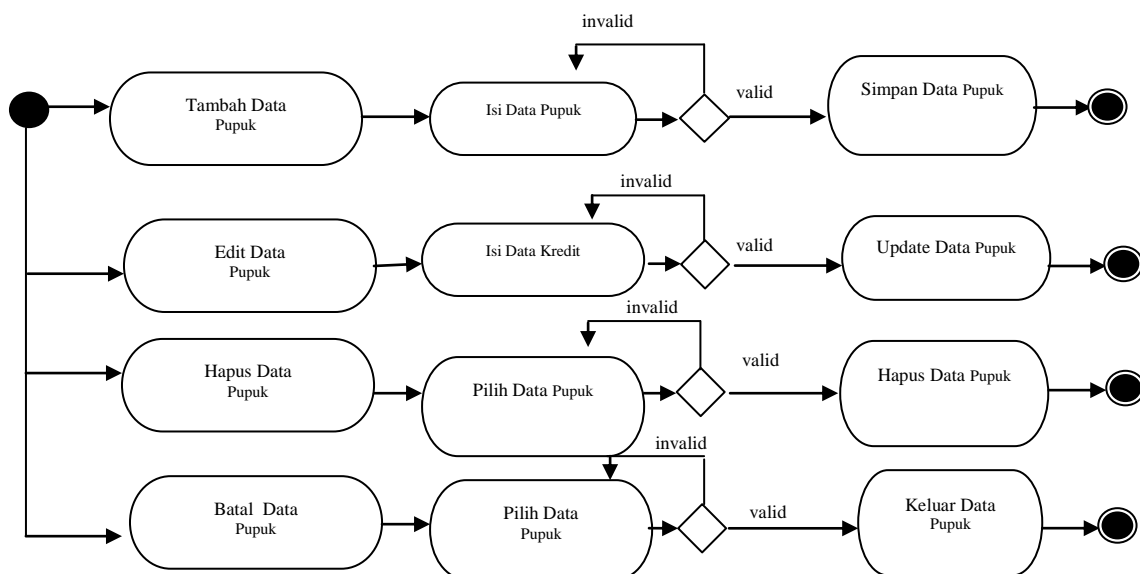 invalid
Tambah Data
Pupuk
Isi Data Pupuk
valid
Simpan Data Pupuk
invalid
Edit Data
Pupuk
Isi Data Kredit
valid
Update Data Pupuk
invalid
Hapus Data
Pupuk
Pilih Data Pupuk
valid
Hapus Data Pupuk
invalid
Batal Data
Pupuk
Pilih Data
Pupuk
valid
Keluar Data
Pupuk